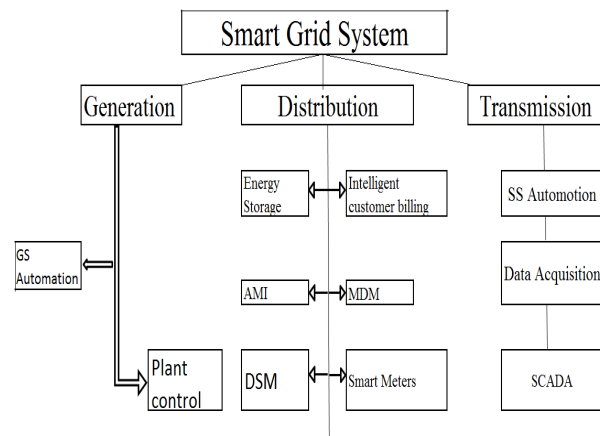 Smart Grid System
Generation
Distribution
Transmission
Energy
Storage
Intelligent
customer billing
SS Automotion
GS
Automation
Data Acquisition
AMI
MDM
Plant
control
DSM
Smart Meters
SCADA